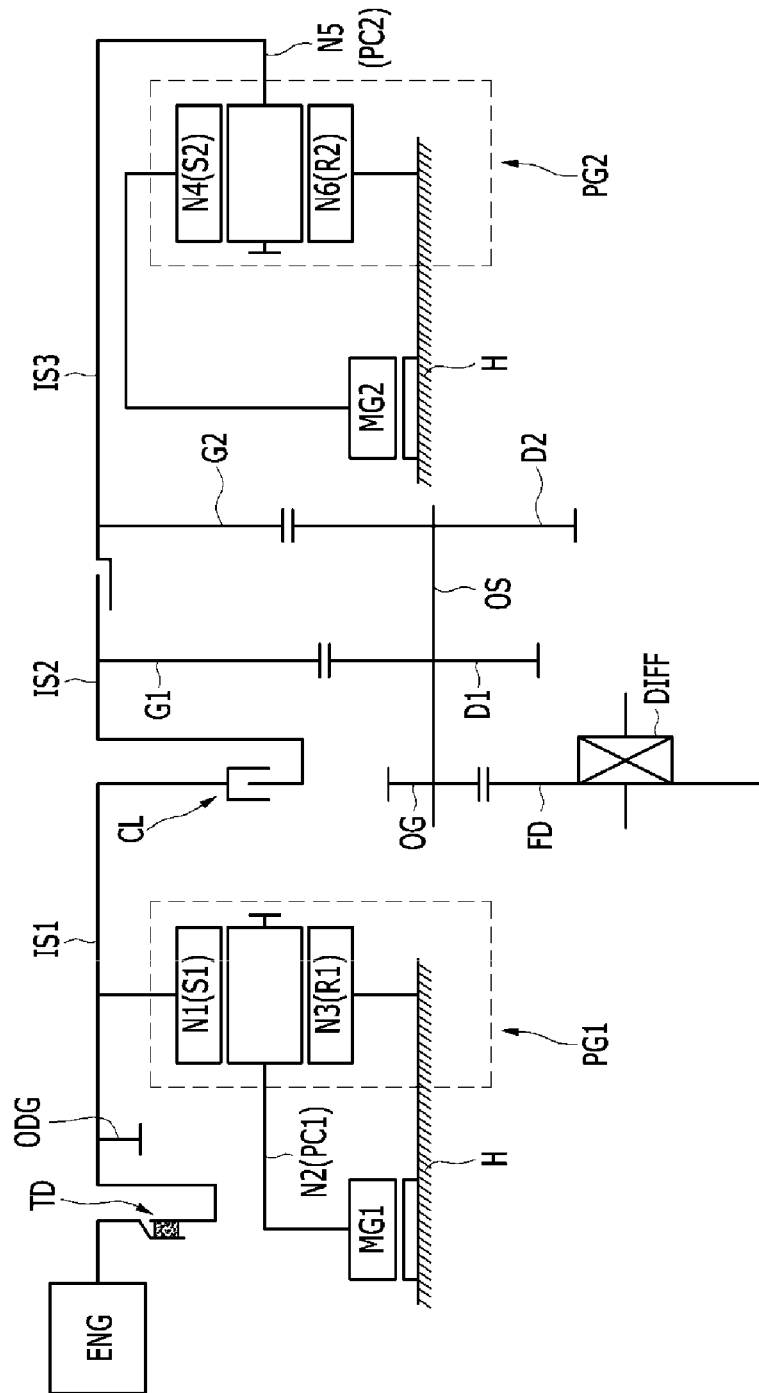 ENG
TD
ODG
IS1
CL
IS2
IS3
G1
G2
N1(S1)
N2(PC1)
N3(R1)
MG1
H
PG1
OG
FD
D1
OS
D2
DIFF
MG2
H
N4(S2)
N5
(PC2)
N6(R2)
PG2